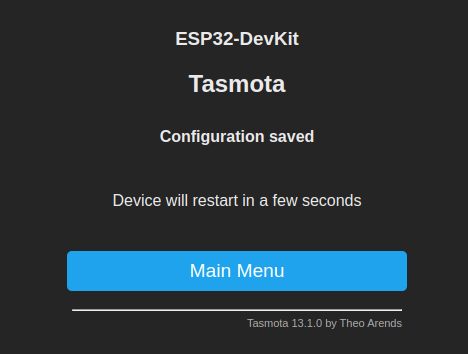 ESP32-DevKit
Tasmota
Configuration saved
Device will restart in a few seconds
Main Menu
Tasmota 13.1.0 by Theo Arends